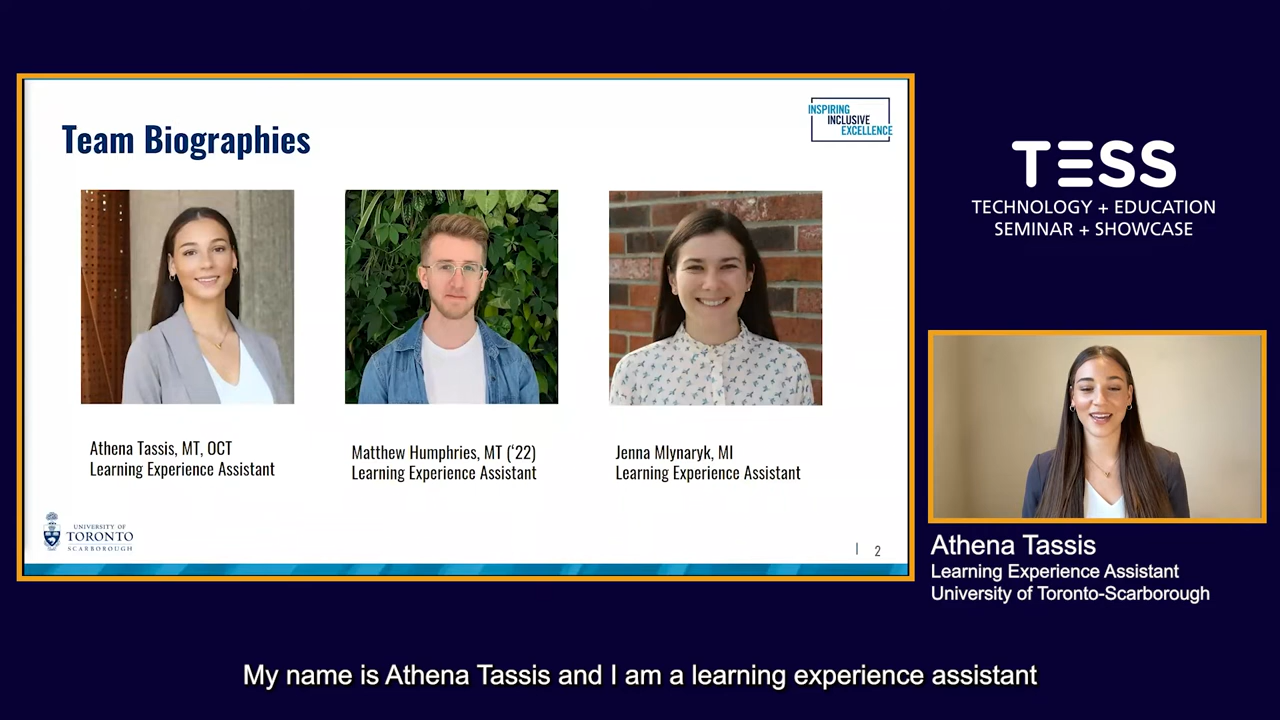 Team Biographies
INSPIRING
INCLUSIVE
EXCELLENCE
Athena Tassis, MT, OCT
Learning Experience Assistant
Matthew Humphries, MT (‘22)
Learning Experience Assistant
Jenna Mlynaryk, MI
Learning Experience Assistant
UNIVERSITY OF
TORONTO
SCARBOROUGH
2
TESS
TECHNOLOGY + EDUCATION
SEMINAR + SHOWCASE
Athena Tassis
Learning Experience Assistant
University of Toronto-Scarborough
My name is Athena Tassis and I am a learning experience assistant